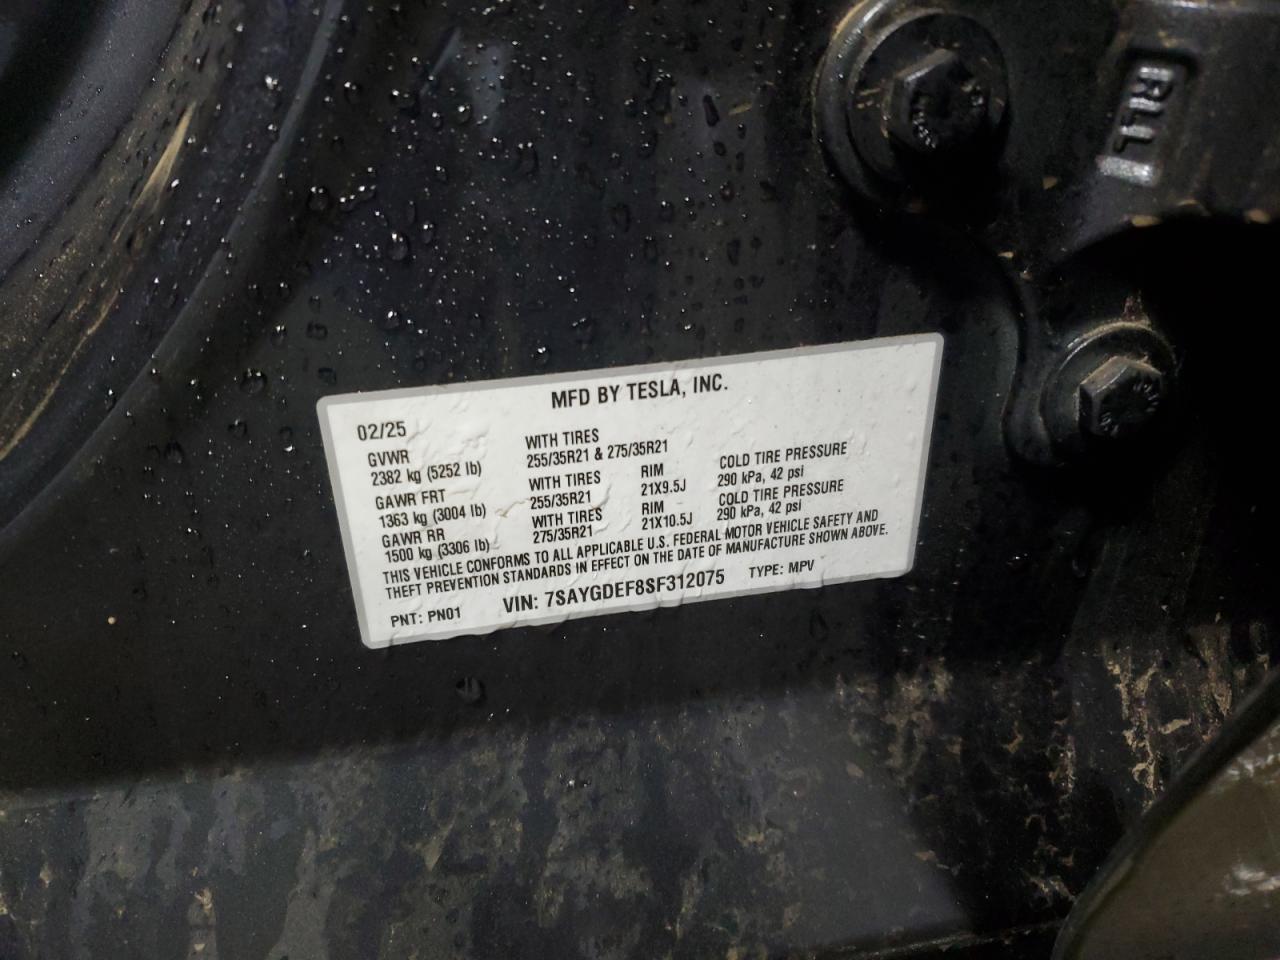 RLL
MFD BY TESLA, INC.
02/25
GVWR WITH TIRES
2382 kg (5252 lb) 255/35R21 & 275/35R21
GAWR FRT WITH TIRES RIM COLD TIRE PRESSURE
1363 kg (3004 lb) 255/35R21 21X9.5J 290 kPa, 42 psi
GAWR RR WITH TIRES RIM COLD TIRE PRESSURE
1500 kg (3306 lb) 275/35R21 21X10.5J 290 kPa, 42 psi
THIS VEHICLE CONFORMS TO ALL APPLICABLE U.S. FEDERAL MOTOR VEHICLE SAFETY AND
THEFT PREVENTION STANDARDS IN EFFECT ON THE DATE OF MANUFACTURE SHOWN ABOVE.
PNT: PN01 VIN: 7SAYGDEF8SF312075 TYPE: MPV